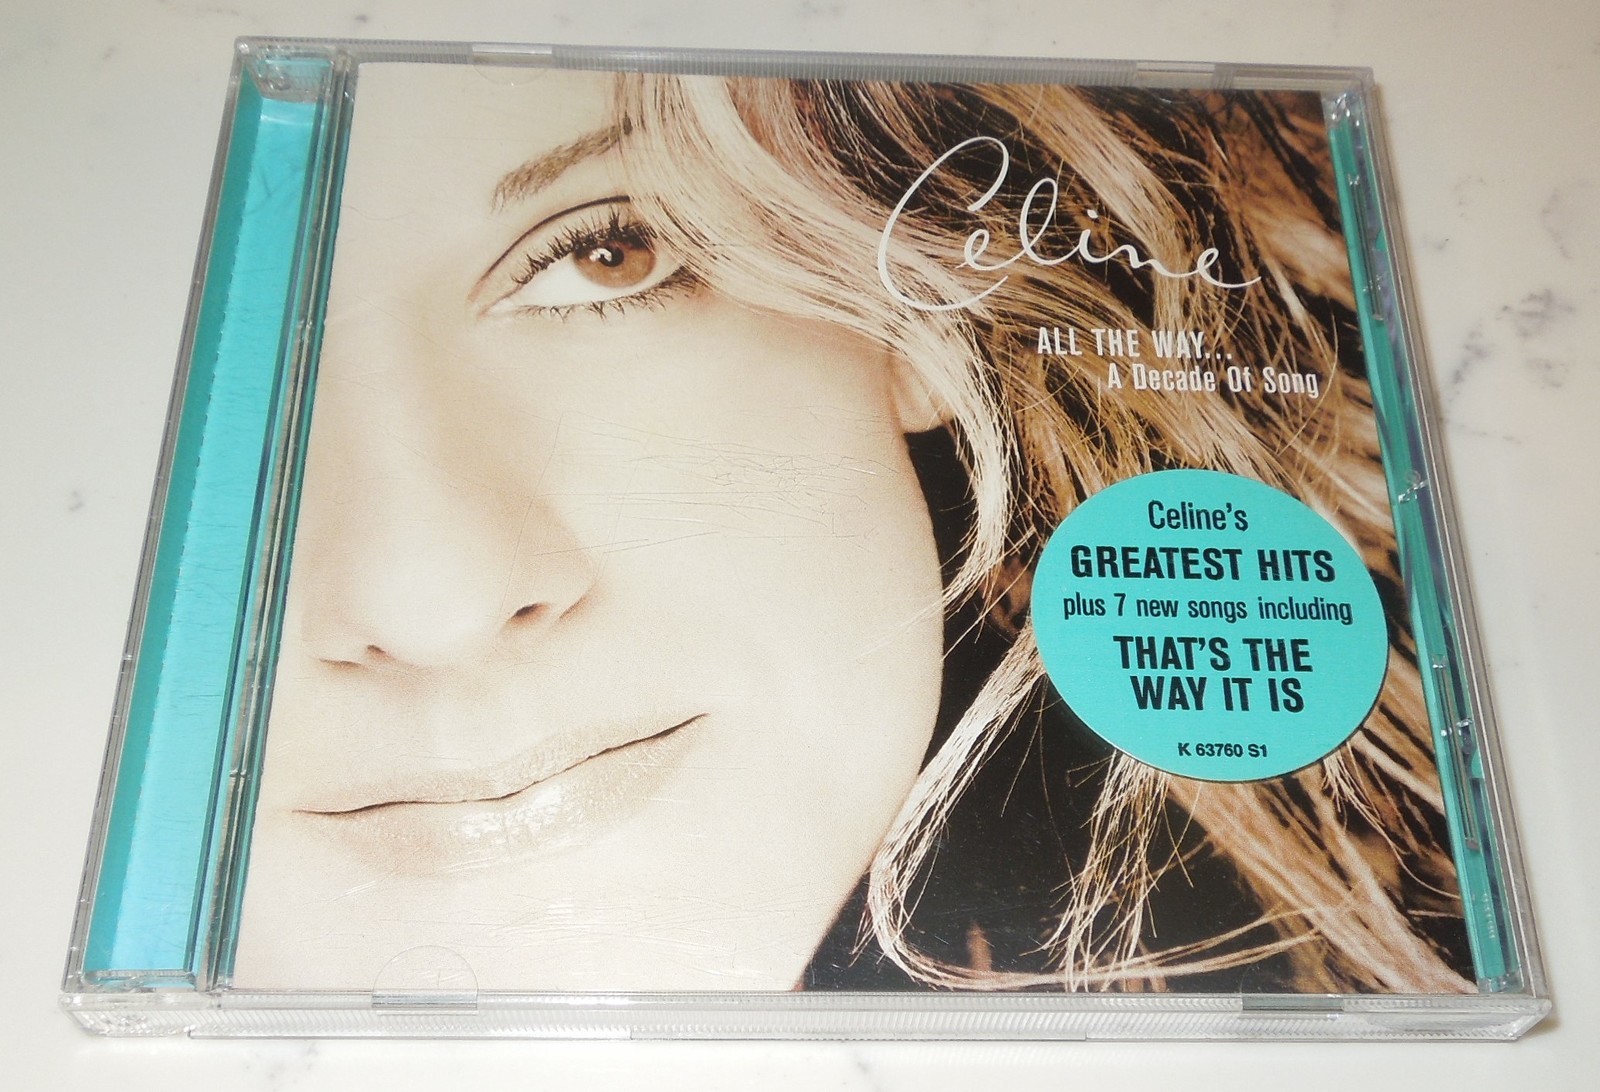 Celine
ALL THE WAY...
A Decade Of Song
Celine's
GREATEST HITS
plus 7 new songs including
THAT'S THE
WAY IT IS
K 63760 S1